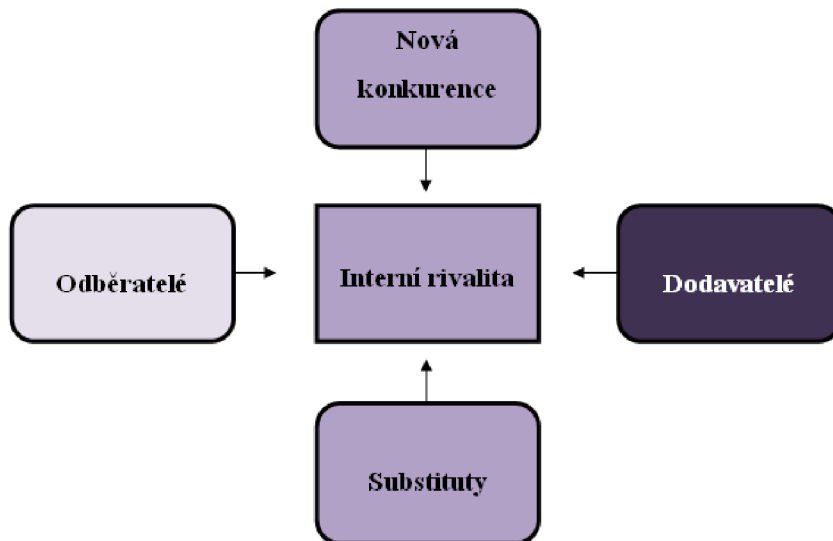 Nová
konkurence
Odběratelé
Interní rivalita
Dodavatelé
Substituty